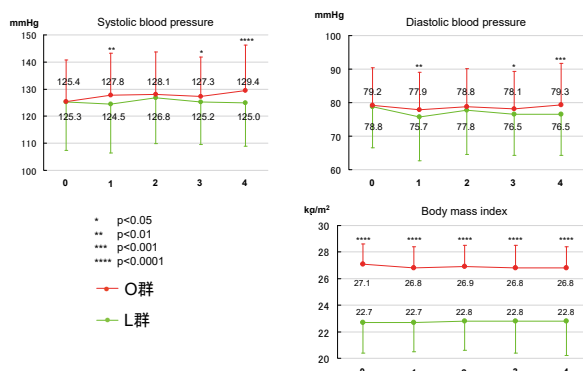 Systolic blood pressure
mmHg
150
140
130
120
110
100
** * ****
125.4 127.8 128.1 127.3 129.4
125.3 124.5 126.8 125.2 125.0
0 1 2 3 4
Diastolic blood pressure
mmHg
100
90
80
70
60
** * ***
79.2 77.9 78.8 78.1 79.3
78.8 75.7 77.8 76.5 76.5
0 1 2 3 4
* p<0.05
** p<0.01
*** p<0.001
**** p<0.0001
O群
L群
Body mass index
kg/m²
30
28
26
24
22
20
**** **** **** **** ****
27.1 26.8 26.9 26.8 26.8
22.7 22.7 22.8 22.8 22.8
0 1 2 3 4